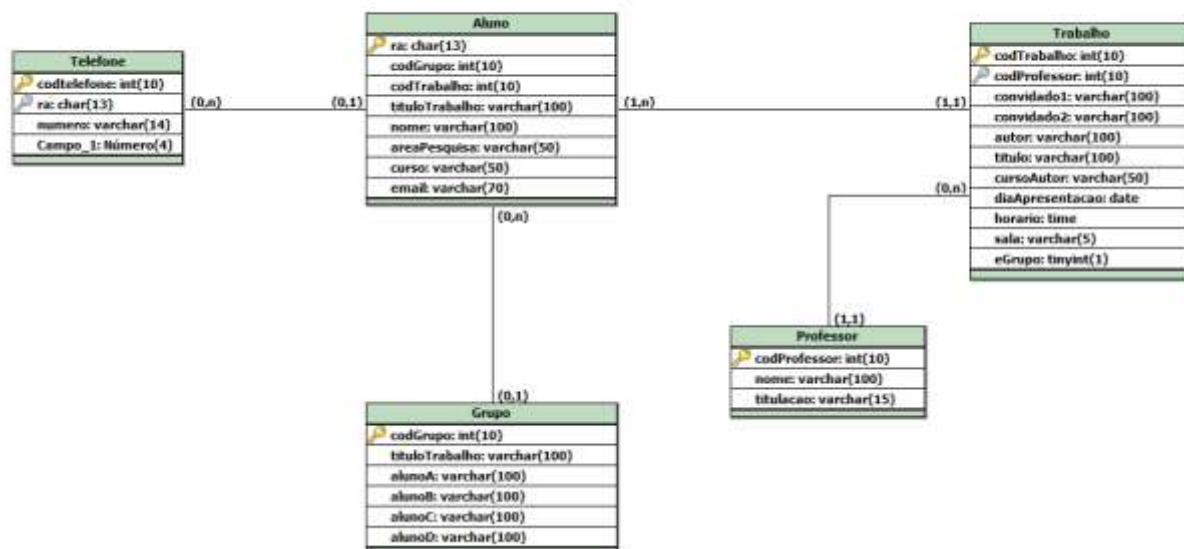 Telefone
codtelefone: int(10)
ra: char(13)
numero: varchar(14)
Campo_1: Número(4)
(0,n)
(0,1)
Aluno
ra: char(13)
codGrupo: int(10)
codTrabalho: int(10)
tituloTrabalho: varchar(100)
nome: varchar(100)
areaPesquisa: varchar(50)
curso: varchar(50)
email: varchar(70)
(1,n)
(1,1)
(0,n)
(0,1)
Trabalho
codTrabalho: int(10)
codProfessor: int(10)
convidado1: varchar(100)
convidado2: varchar(100)
autor: varchar(100)
titulo: varchar(100)
cursoAutor: varchar(50)
diaApresentacao: date
horario: time
sala: varchar(5)
eGrupo: tinyint(1)
(0,n)
(1,1)
Professor
codProfessor: int(10)
nome: varchar(100)
titulacao: varchar(15)
Grupo
codGrupo: int(10)
tituloTrabalho: varchar(100)
alunoA: varchar(100)
alunoB: varchar(100)
alunoC: varchar(100)
alunoD: varchar(100)